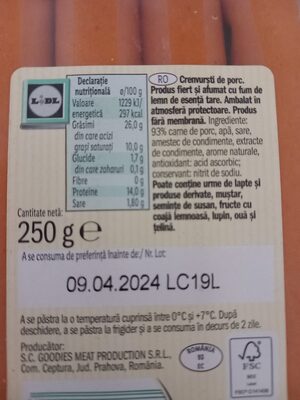 LIDL
Declarație
nutrițională ø/100 g
Valoare 1229 kJ/
energetică 297 kcal
Grăsimi 26,0 g
din care acizi
grași saturați 10,0 g
Glucide 1,7 g
din care zaharuri 0,1 g
Fibre 0 g
Proteine 14,0 g
Sare 1,80 g
RO Crenvurști de porc.
Produs fiert și afumat cu fum de
lemn de esență tare. Ambalat în
atmosferă protectoare. Produs
fără membrană. Ingrediente:
93% carne de porc, apă, sare,
amestec de condimente, extracte
de condimente, arome naturale,
antioxidant: acid ascorbic;
conservant: nitrit de sodiu.
Poate conține urme de lapte și
produse derivate, muștar,
semințe de susan, fructe cu
coajă lemnoasă, lupin, ouă și
țelină.
Cantitate netă:
250 g e
A se consuma de preferință înainte de:/ Nr. Lot:
09.04.2024 LC19L
A se păstra la o temperatură cuprinsă între 0°C și +7°C. După
deschidere, a se păstra la frigider și a se consuma în decurs de 2 zile.
Producător:
S.C. GOODIES MEAT PRODUCTION S.R.L.,
Com. Ceptura, Jud. Prahova, România.
ROMÂNIA
93
EC
FSC
MIX